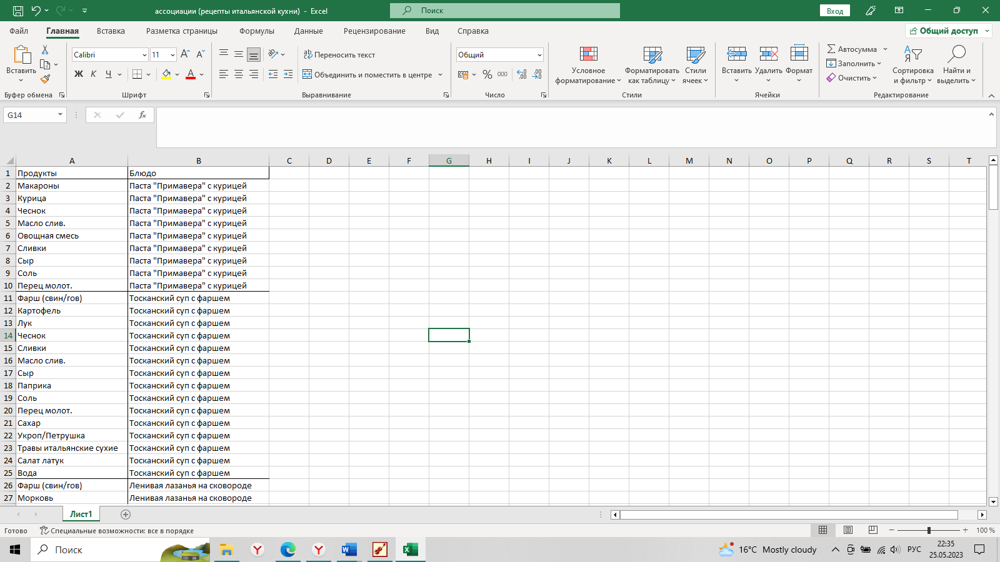 ассоциации (рецепты итальянской кухни) - Excel
Поиск
Вход
Файл Главная Вставка Разметка страницы Формулы Данные Рецензирование Вид Справка
Общий доступ
Вставить
Буфер обмена
Calibri 11
Ж К Ч
Шрифт
Переносить текст
Объединить и поместить в центре
Выравнивание
Общий
% 000
Число
Условное форматирование
Форматировать как таблицу
Стили ячеек
Стили
Вставить Удалить Формат
Ячейки
Автосумма
Заполнить
Очистить
Сортировка и фильтр
Найти и выделить
Редактирование
G14
fx
A B C D E F G H I J K L M N O P Q R S T
1 Продукты Блюдо
2 Макароны Паста "Примавера" с курицей
3 Курица Паста "Примавера" с курицей
4 Чеснок Паста "Примавера" с курицей
5 Масло слив. Паста "Примавера" с курицей
6 Овощная смесь Паста "Примавера" с курицей
7 Сливки Паста "Примавера" с курицей
8 Сыр Паста "Примавера" с курицей
9 Соль Паста "Примавера" с курицей
10 Перец молот. Паста "Примавера" с курицей
11 Фарш (свин/гов) Тосканский суп с фаршем
12 Картофель Тосканский суп с фаршем
13 Лук Тосканский суп с фаршем
14 Чеснок Тосканский суп с фаршем
15 Сливки Тосканский суп с фаршем
16 Масло слив. Тосканский суп с фаршем
17 Сыр Тосканский суп с фаршем
18 Паприка Тосканский суп с фаршем
19 Соль Тосканский суп с фаршем
20 Перец молот. Тосканский суп с фаршем
21 Сахар Тосканский суп с фаршем
22 Укроп/Петрушка Тосканский суп с фаршем
23 Травы итальянские сухие Тосканский суп с фаршем
24 Салат латук Тосканский суп с фаршем
25 Вода Тосканский суп с фаршем
26 Фарш (свин/гов) Ленивая лазанья на сковороде
27 Морковь Ленивая лазанья на сковороде
Лист1
Готово Специальные возможности: все в порядке
100 %
Поиск
16°C Mostly cloudy
РУС
22:35
25.05.2023